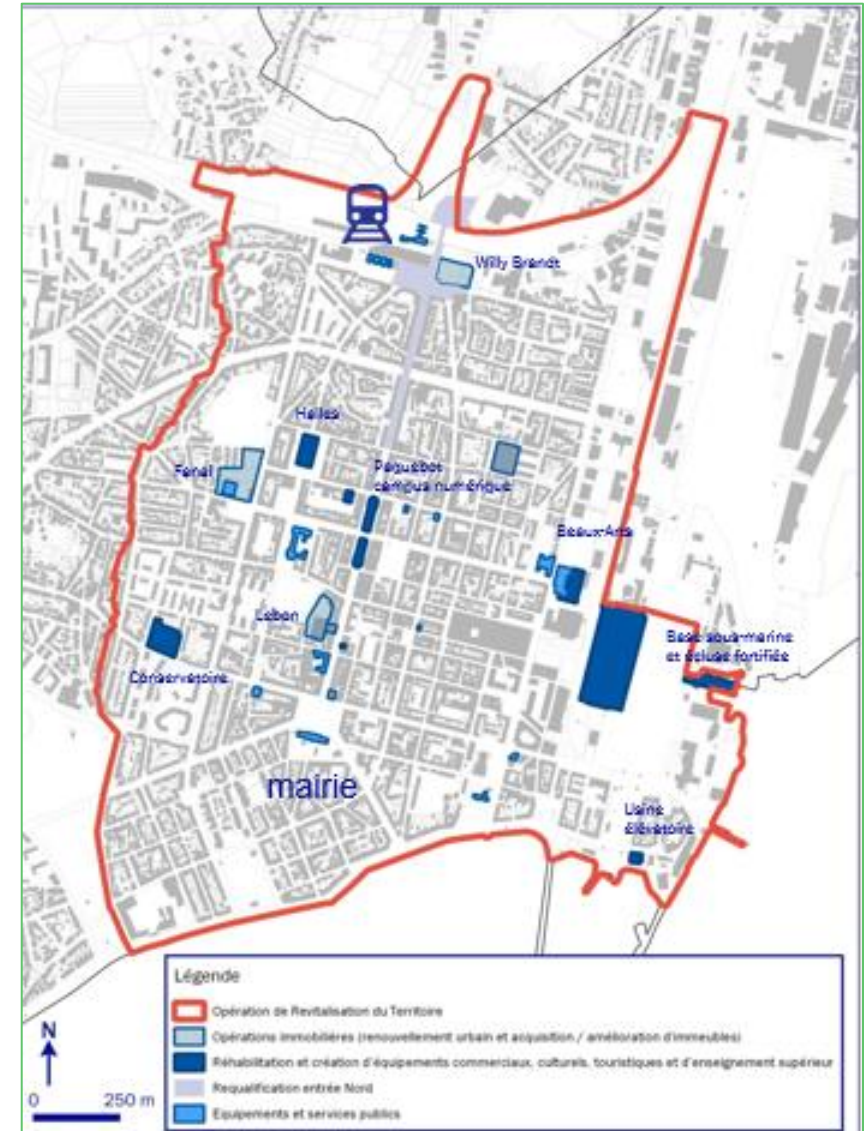 Willy Brandt
Halles
Fanal
Paquebot
campus numérique
Beaux-Arts
Lebon
Base sous-marine
et écluse fortifiée
Conservatoire
mairie
Usine
élévatoire
Légende
Opération de Revitalisation du Territoire
Opérations immobilières (renouvellement urbain et acquisition / amélioration d'immeubles)
Réhabilitation et création d'équipements commerciaux, culturels, touristiques et d'enseignement supérieur
Requalification entrée Nord
Equipements et services publics
N
0 250 m